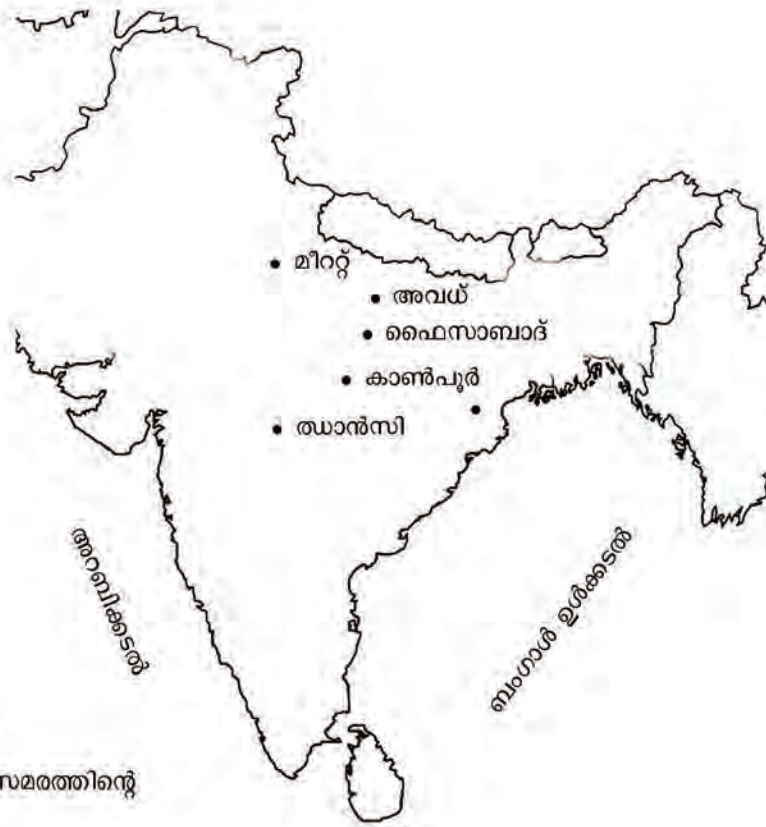 മീററ്റ്
അവധ്
ഫൈസാബാദ്
കാൺപൂർ
ഝാൻസി
അറബിക്കടൽ
ബംഗാൾ ഉൾക്കടൽ
സമരത്തിന്റെ